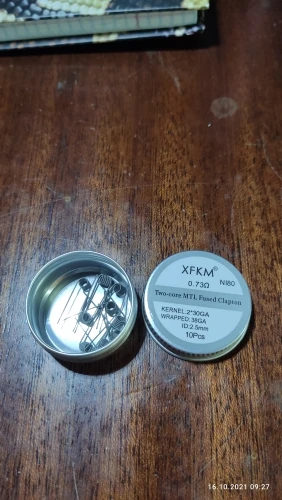 XFKM®
0.73Ω NI80
Two-core MTL Fused Clapton
KERNEL:2*30GA
WRAPPED:38GA
ID:2.5mm
10Pcs
16.10.2021 09:27